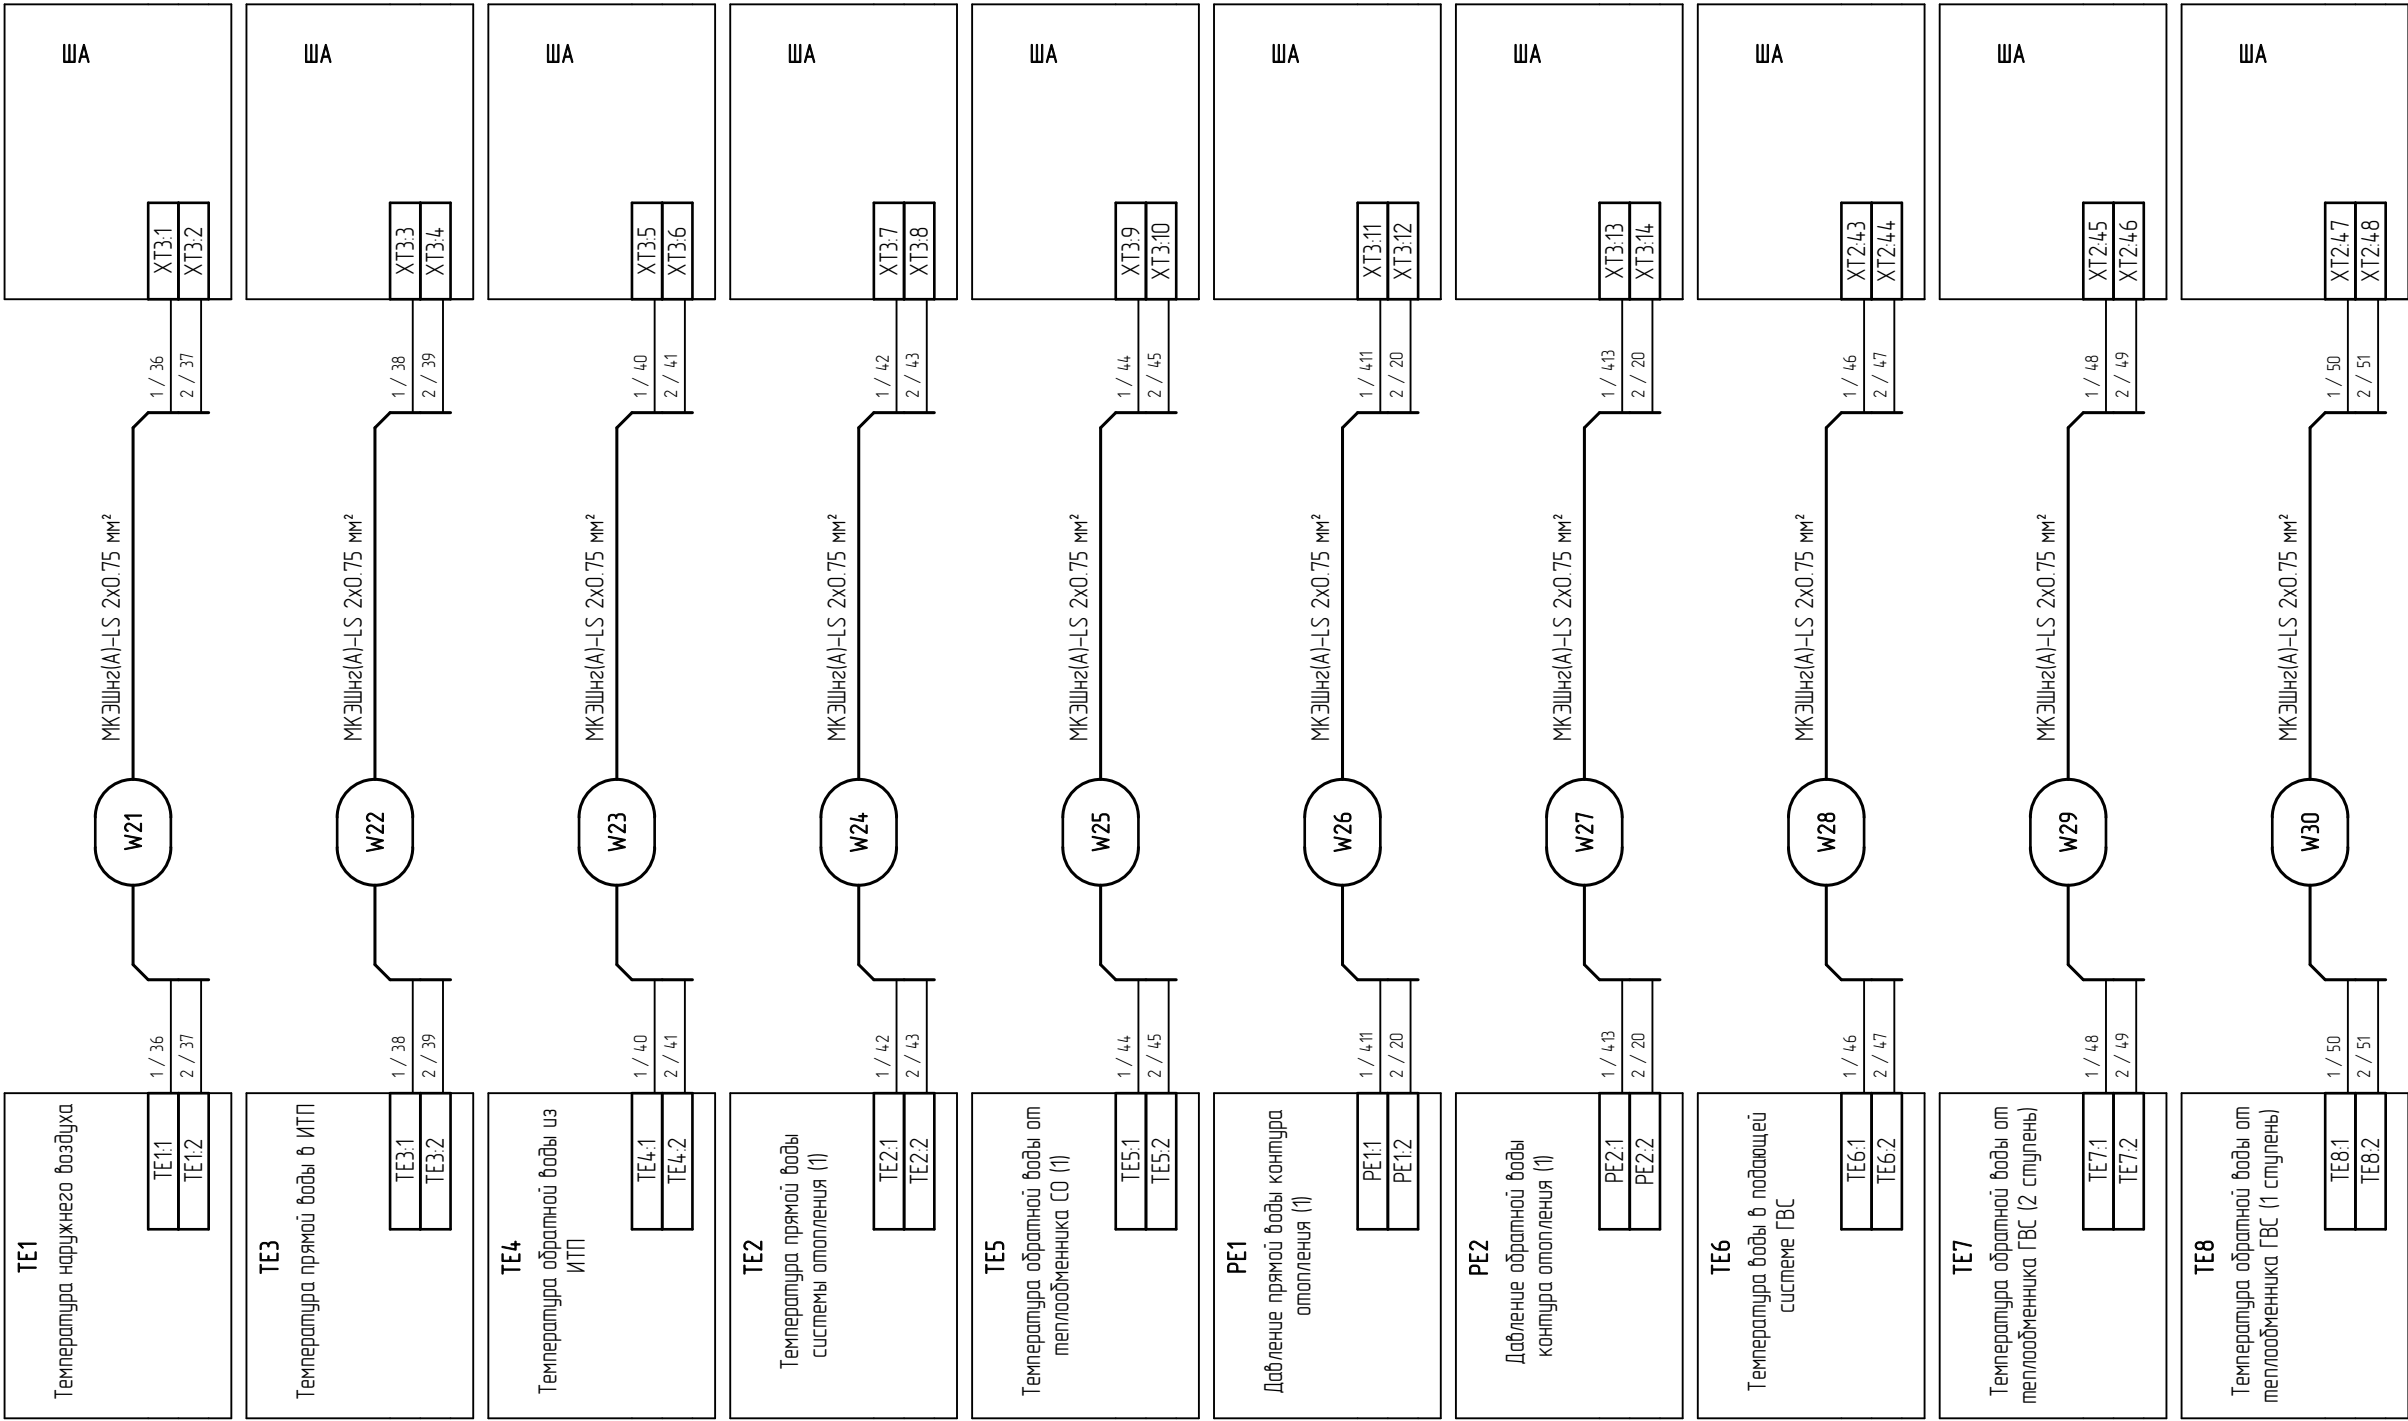 TE1
Температура наружнего воздуха
TE1:1
TE1:2
1 / 36
2 / 37
W21
МКЭШнг(А)-LS 2x0.75 мм²
1 / 36
2 / 37
XT3:1
XT3:2
ША
TE3
Температура прямой воды в ИТП
TE3:1
TE3:2
1 / 38
2 / 39
W22
МКЭШнг(А)-LS 2x0.75 мм²
1 / 38
2 / 39
XT3:3
XT3:4
ША
TE4
Температура обратной воды из
ИТП
TE4:1
TE4:2
1 / 40
2 / 41
W23
МКЭШнг(А)-LS 2x0.75 мм²
1 / 40
2 / 41
XT3:5
XT3:6
ША
TE2
Температура прямой воды
системы отопления (1)
TE2:1
TE2:2
1 / 42
2 / 43
W24
МКЭШнг(А)-LS 2x0.75 мм²
1 / 42
2 / 43
XT3:7
XT3:8
ША
TE5
Температура обратной воды от
теплообменника СО (1)
TE5:1
TE5:2
1 / 44
2 / 45
W25
МКЭШнг(А)-LS 2x0.75 мм²
1 / 44
2 / 45
XT3:9
XT3:10
ША
PE1
Давление прямой воды контура
отопления (1)
PE1:1
PE1:2
1 / 411
2 / 20
W26
МКЭШнг(А)-LS 2x0.75 мм²
1 / 411
2 / 20
XT3:11
XT3:12
ША
PE2
Давление обратной воды
контура отопления (1)
PE2:1
PE2:2
1 / 413
2 / 20
W27
МКЭШнг(А)-LS 2x0.75 мм²
1 / 413
2 / 20
XT3:13
XT3:14
ША
TE6
Температура воды в подающей
системе ГВС
TE6:1
TE6:2
1 / 46
2 / 47
W28
МКЭШнг(А)-LS 2x0.75 мм²
1 / 46
2 / 47
XT2:43
XT2:44
ША
TE7
Температура обратной воды от
теплообменника ГВС (2 ступень)
TE7:1
TE7:2
1 / 48
2 / 49
W29
МКЭШнг(А)-LS 2x0.75 мм²
1 / 48
2 / 49
XT2:45
XT2:46
ША
TE8
Температура обратной воды от
теплообменника ГВС (1 ступень)
TE8:1
TE8:2
1 / 50
2 / 51
W30
МКЭШнг(А)-LS 2x0.75 мм²
1 / 50
2 / 51
XT2:47
XT2:48
ША